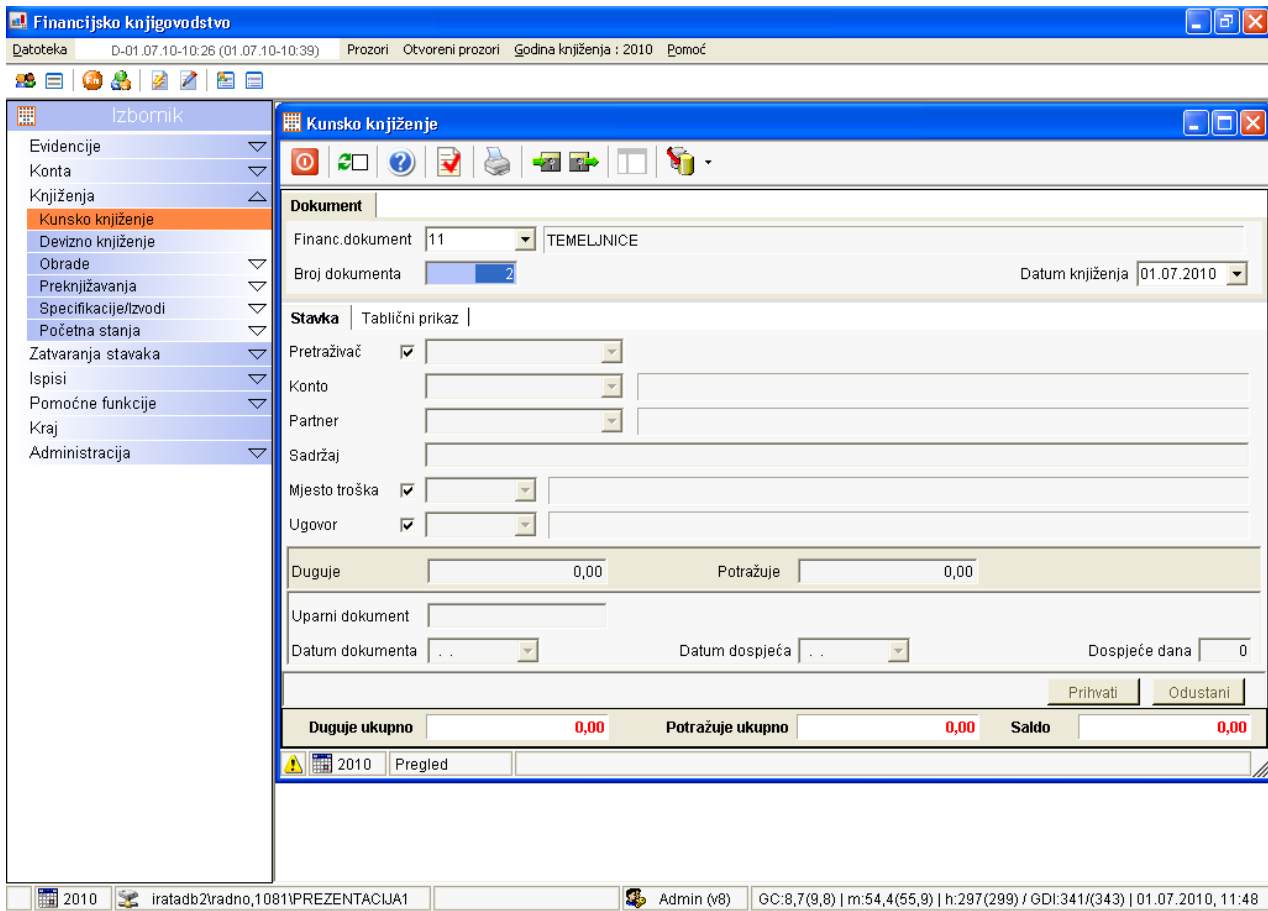 Financijsko knjigovodstvo
Datoteka D-01.07.10-10:26 (01.07.10-10:39) Prozori Otvoreni prozori Godina knjiženja : 2010 Pomoć
Izbornik
Evidencije
Konta
Knjiženja
Kunsko knjiženje
Devizno knjiženje
Obrade
Preknjižavanja
Specifikacije/Izvodi
Početna stanja
Zatvaranja stavaka
Ispisi
Pomoćne funkcije
Kraj
Administracija
Kunsko knjiženje
Dokument
Financ.dokument 11 TEMELJNICE
Broj dokumenta 2 Datum knjiženja 01.07.2010
Stavka Tablični prikaz
Pretraživač
Konto
Partner
Sadržaj
Mjesto troška
Ugovor
Duguje 0,00 Potražuje 0,00
Uparni dokument
Datum dokumenta . . Datum dospjeća . . Dospjeće dana 0
Prihvati Odustani
Duguje ukupno 0,00 Potražuje ukupno 0,00 Saldo 0,00
2010 Pregled
2010 iratadb2\radno,1081\PREZENTACIJA1 Admin (v8) GC:8,7(9,8) | m:54,4(55,9) | h:297(299) / GDI:341/(343) | 01.07.2010, 11:48